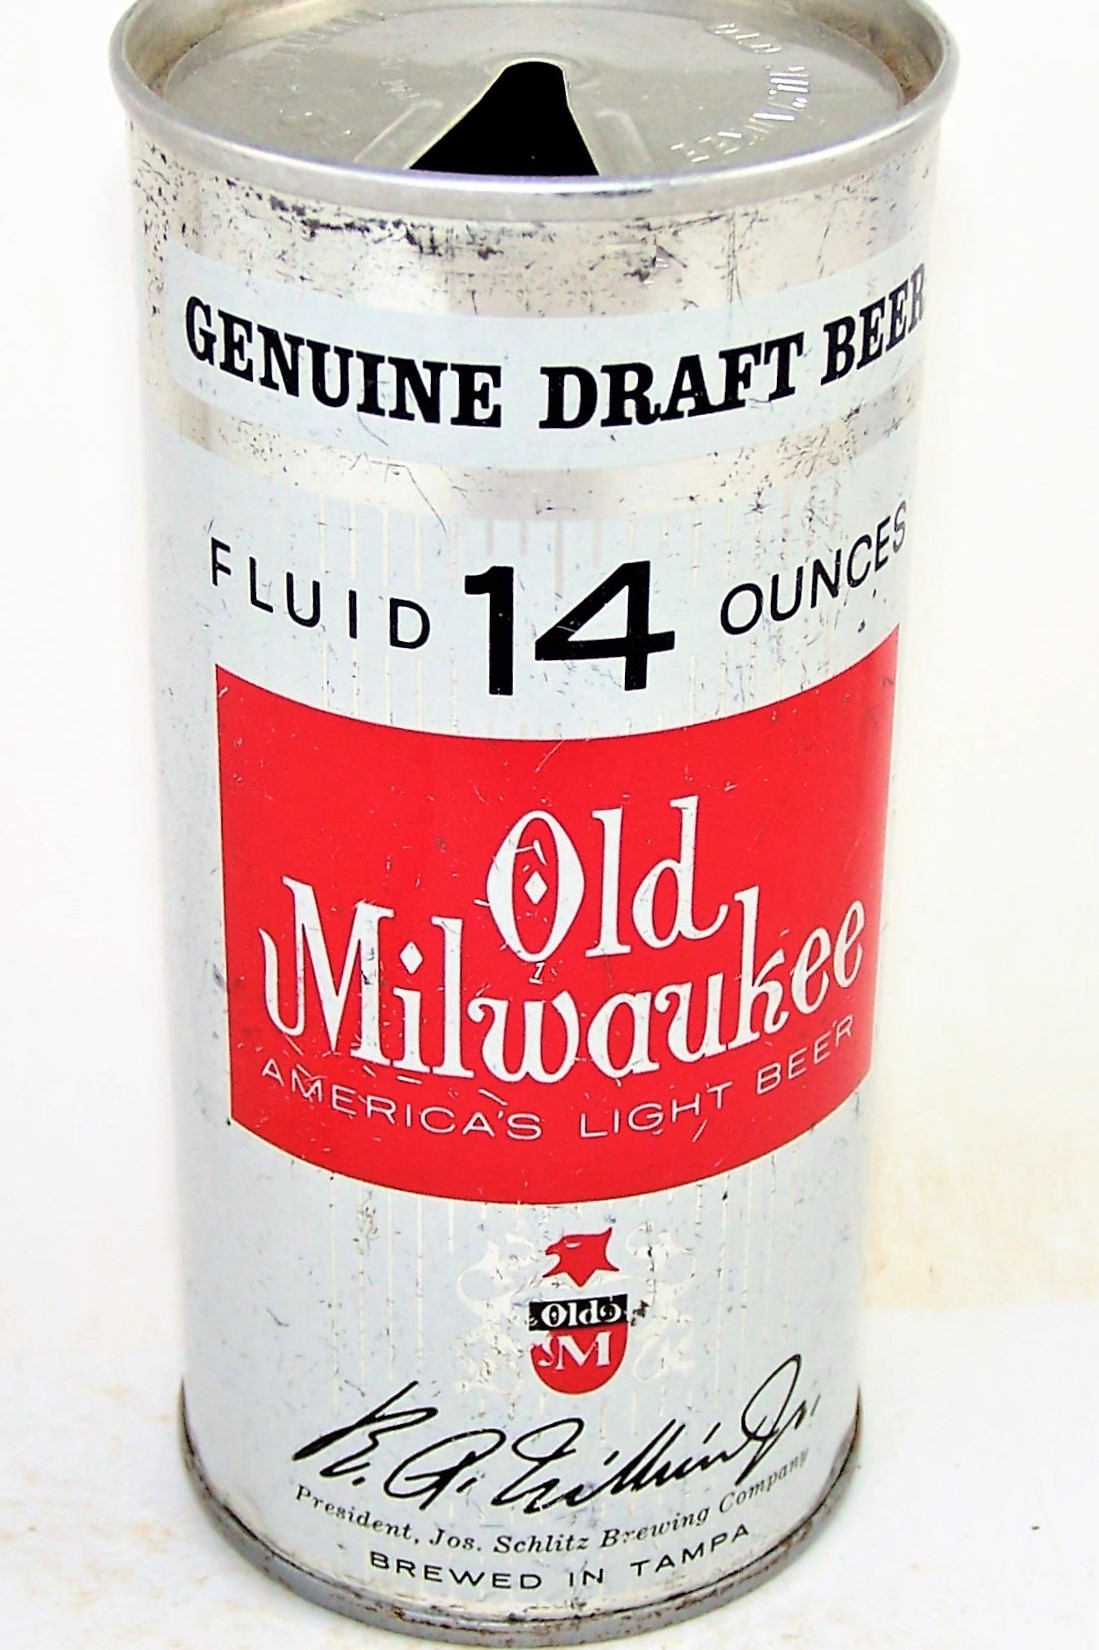 GENUINE DRAFT BEER
FLUID 14 OUNCES
Old
Milwaukee
AMERICA'S LIGHT BEER
Old
M
President, Jos. Schlitz Brewing Company
BREWED IN TAMPA